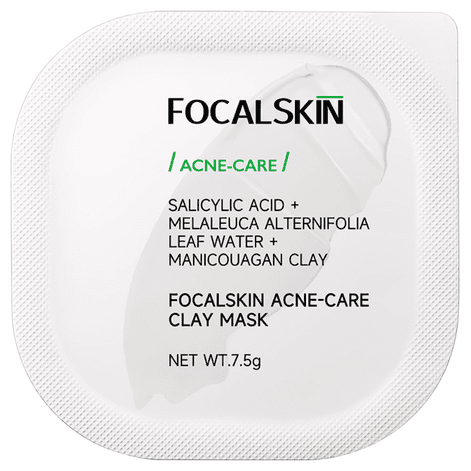 FOCALSKIN
/ ACNE-CARE /
SALICYLIC ACID +
MELALEUCA ALTERNIFOLIA
LEAF WATER +
MANICOUAGAN CLAY
FOCALSKIN ACNE-CARE
CLAY MASK
NET WT.7.5g